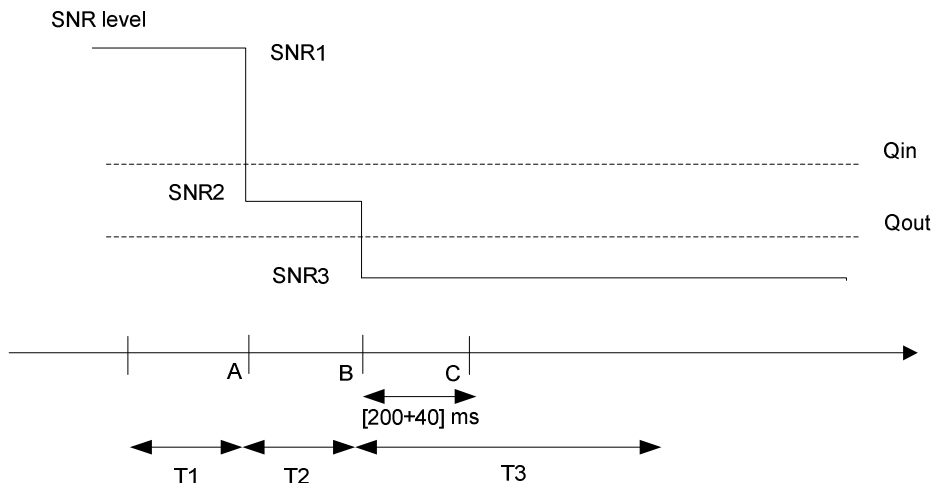 SNR level
SNR1
Qin
SNR2
Qout
SNR3
A
B
C
[200+40] ms
T1
T2
T3